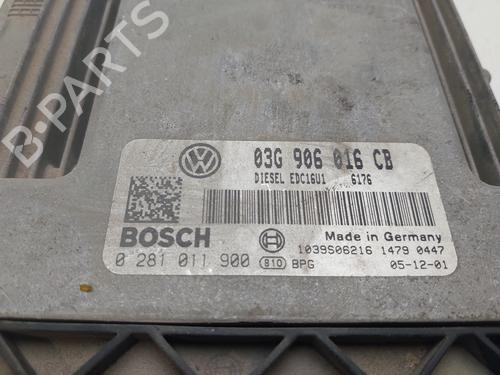 B-PARTS
VW
03G 906 016 CB
DIESEL EDC16U1 6176
BOSCH
Made in Germany
1039S06216 1479 0447
0 281 011 900 810 BPG 05-12-01